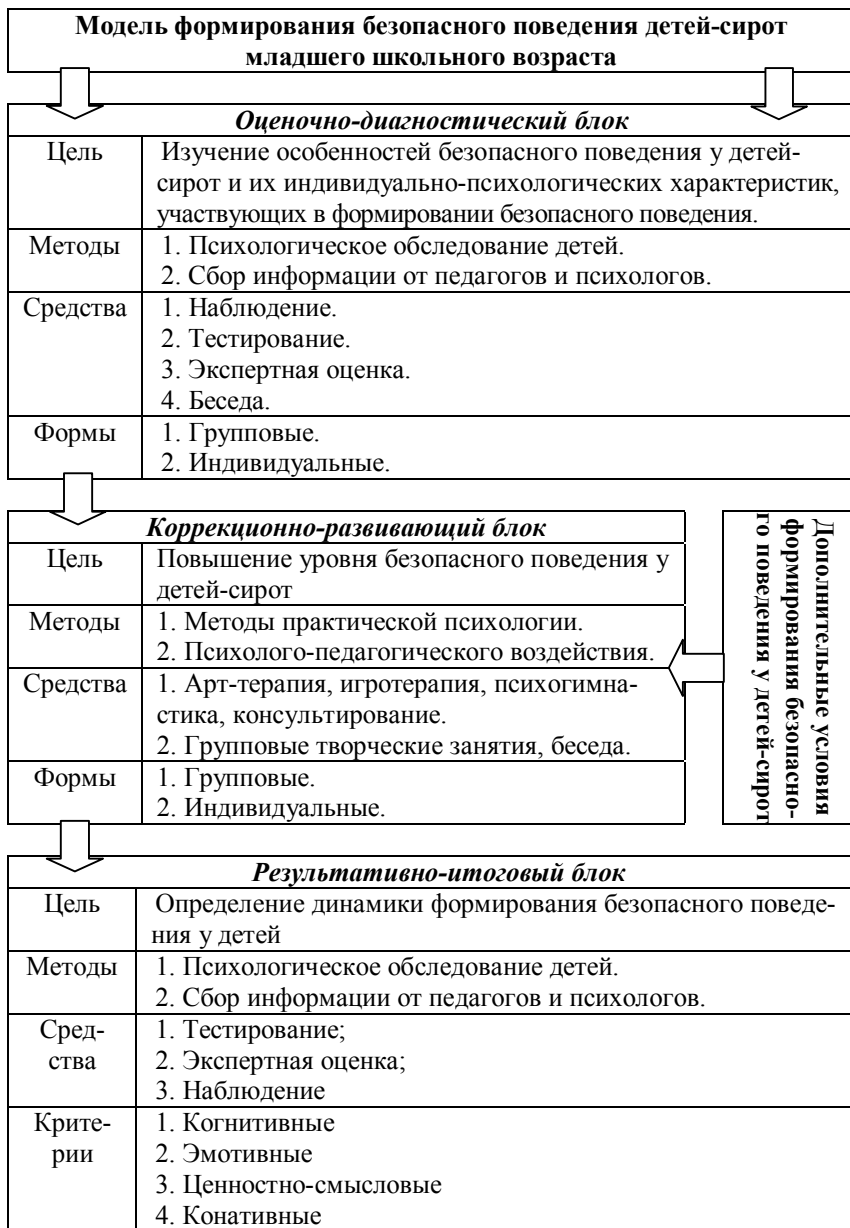 Модель формирования безопасного поведения детей-сирот
младшего школьного возраста
Оценочно-диагностический блок
Цель Изучение особенностей безопасного поведения у детей-
сирот и их индивидуально-психологических характеристик,
участвующих в формировании безопасного поведения.
Методы 1. Психологическое обследование детей.
2. Сбор информации от педагогов и психологов.
Средства 1. Наблюдение.
2. Тестирование.
3. Экспертная оценка.
4. Беседа.
Формы 1. Групповые.
2. Индивидуальные.
Коррекционно-развивающий блок
Цель Повышение уровня безопасного поведения у
детей-сирот
Методы 1. Методы практической психологии.
2. Психолого-педагогического воздействия.
Средства 1. Арт-терапия, игротерапия, психогимна-
стика, консультирование.
2. Групповые творческие занятия, беседа.
Формы 1. Групповые.
2. Индивидуальные.
Дополнительные условия
формирования безопасно-
го поведения у детей-сирот
Результативно-итоговый блок
Цель Определение динамики формирования безопасного поведе-
ния у детей
Методы 1. Психологическое обследование детей.
2. Сбор информации от педагогов и психологов.
Сред- 1. Тестирование;
ства 2. Экспертная оценка;
3. Наблюдение
Крите- 1. Когнитивные
рии 2. Эмотивные
3. Ценностно-смысловые
4. Конативные